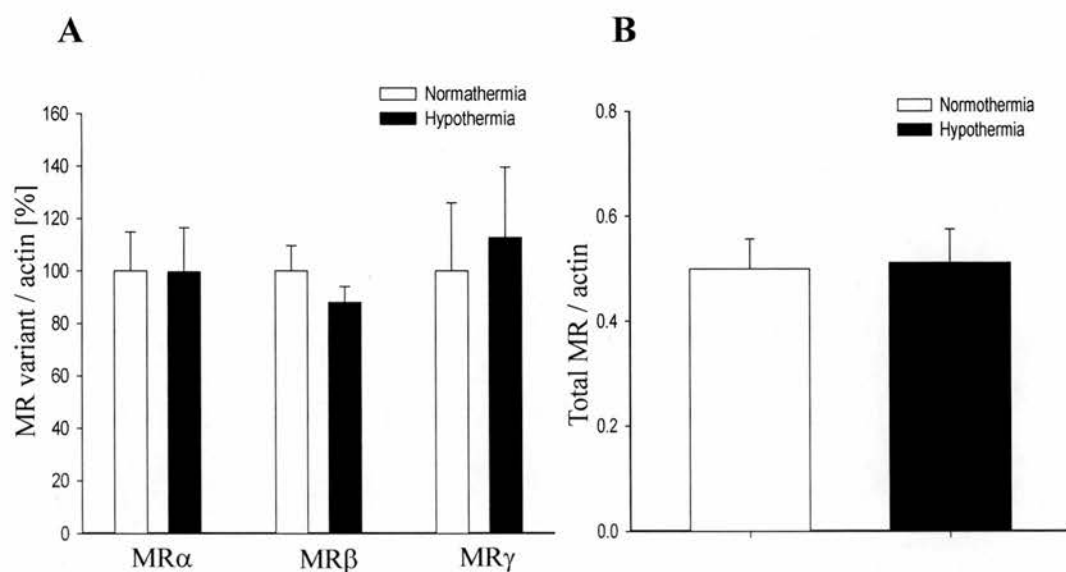 A
Normathermia
Hypothermia
MR variant / actin [%]
160
140
120
100
80
60
40
20
0
MRα MRβ MRγ
B
Normothermia
Hypothermia
Total MR / actin
0.8
0.6
0.4
0.2
0.0